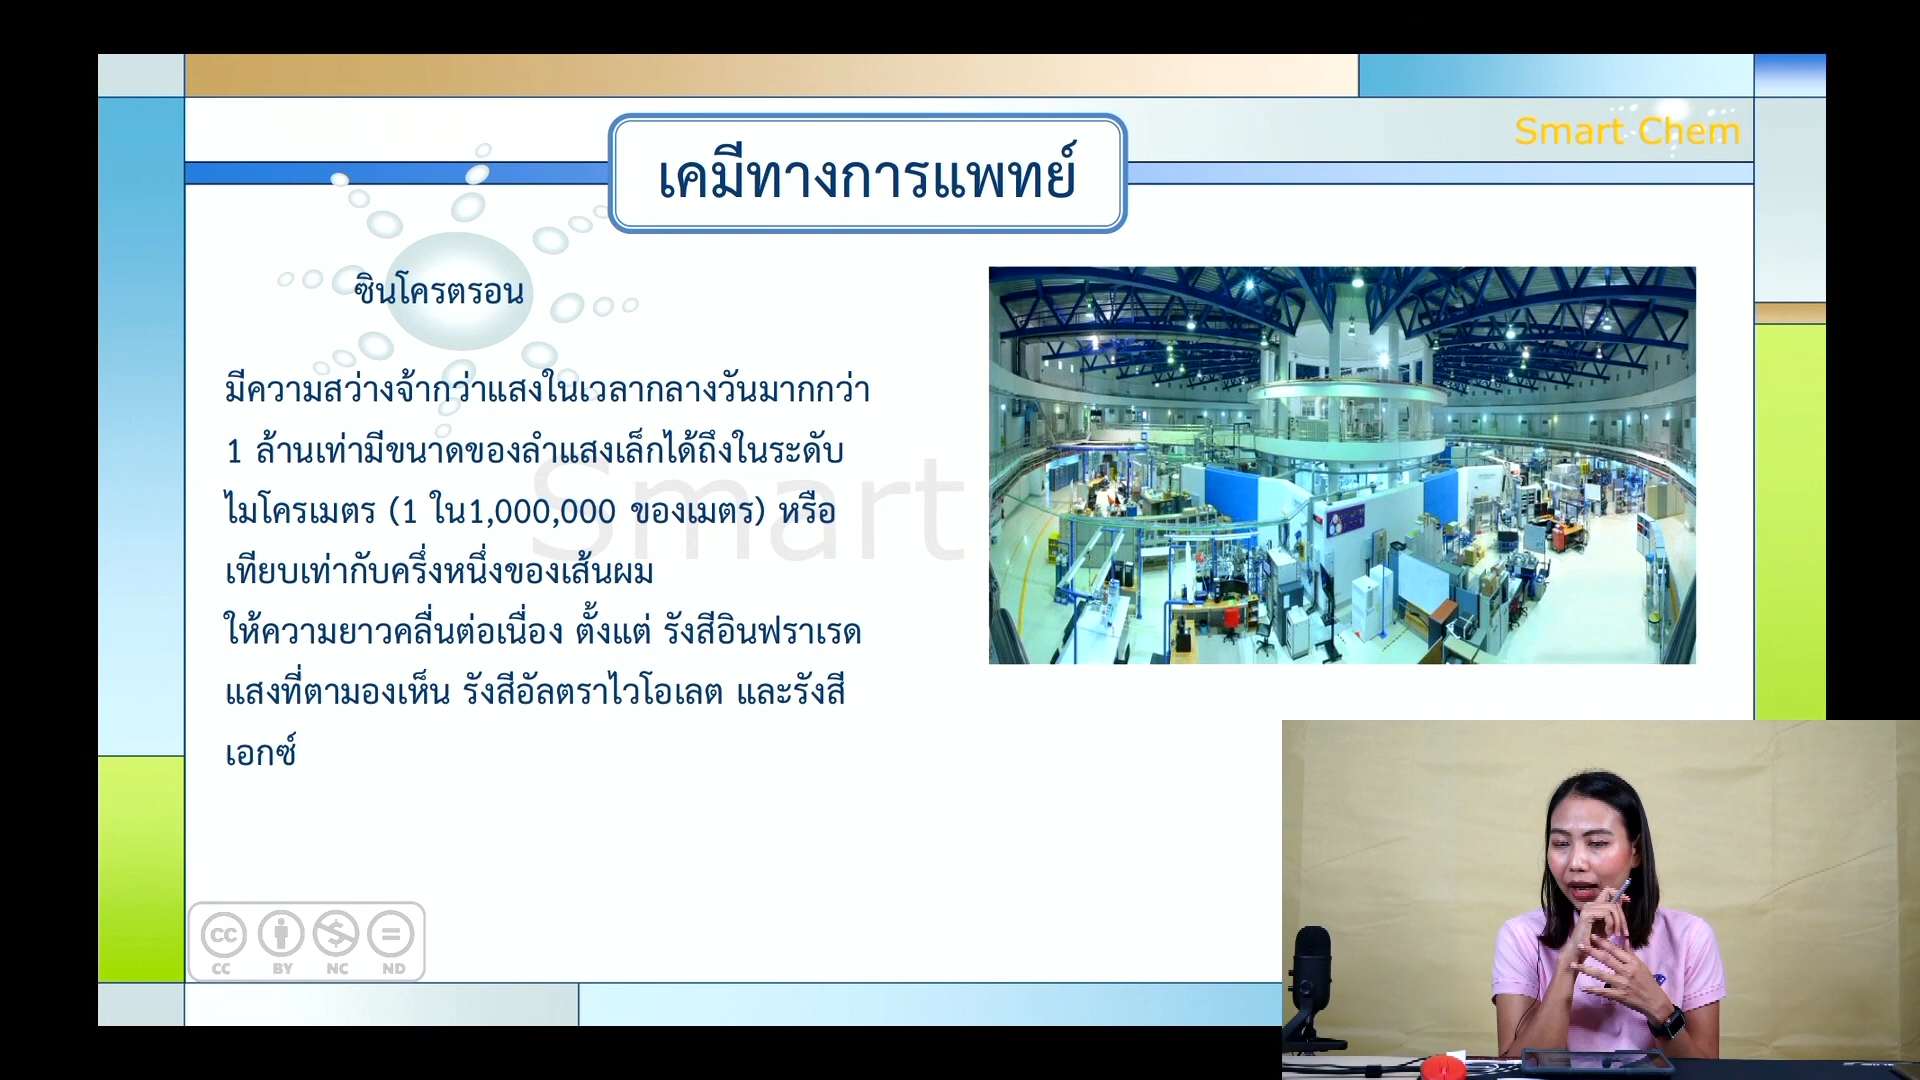 Smart Chem
เคมีทางการแพทย์
ซินโครตรอน
มีความสว่างจ้ากว่าแสงในเวลากลางวันมากกว่า
1 ล้านเท่ามีขนาดของลำแสงเล็กได้ถึงในระดับ
ไมโครเมตร (1 ใน1,000,000 ของเมตร) หรือ
เทียบเท่ากับครึ่งหนึ่งของเส้นผม
ให้ความยาวคลื่นต่อเนื่อง ตั้งแต่ รังสีอินฟราเรด
แสงที่ตามองเห็น รังสีอัลตราไวโอเลต และรังสี
เอกซ์
Smart
CC BY NC ND